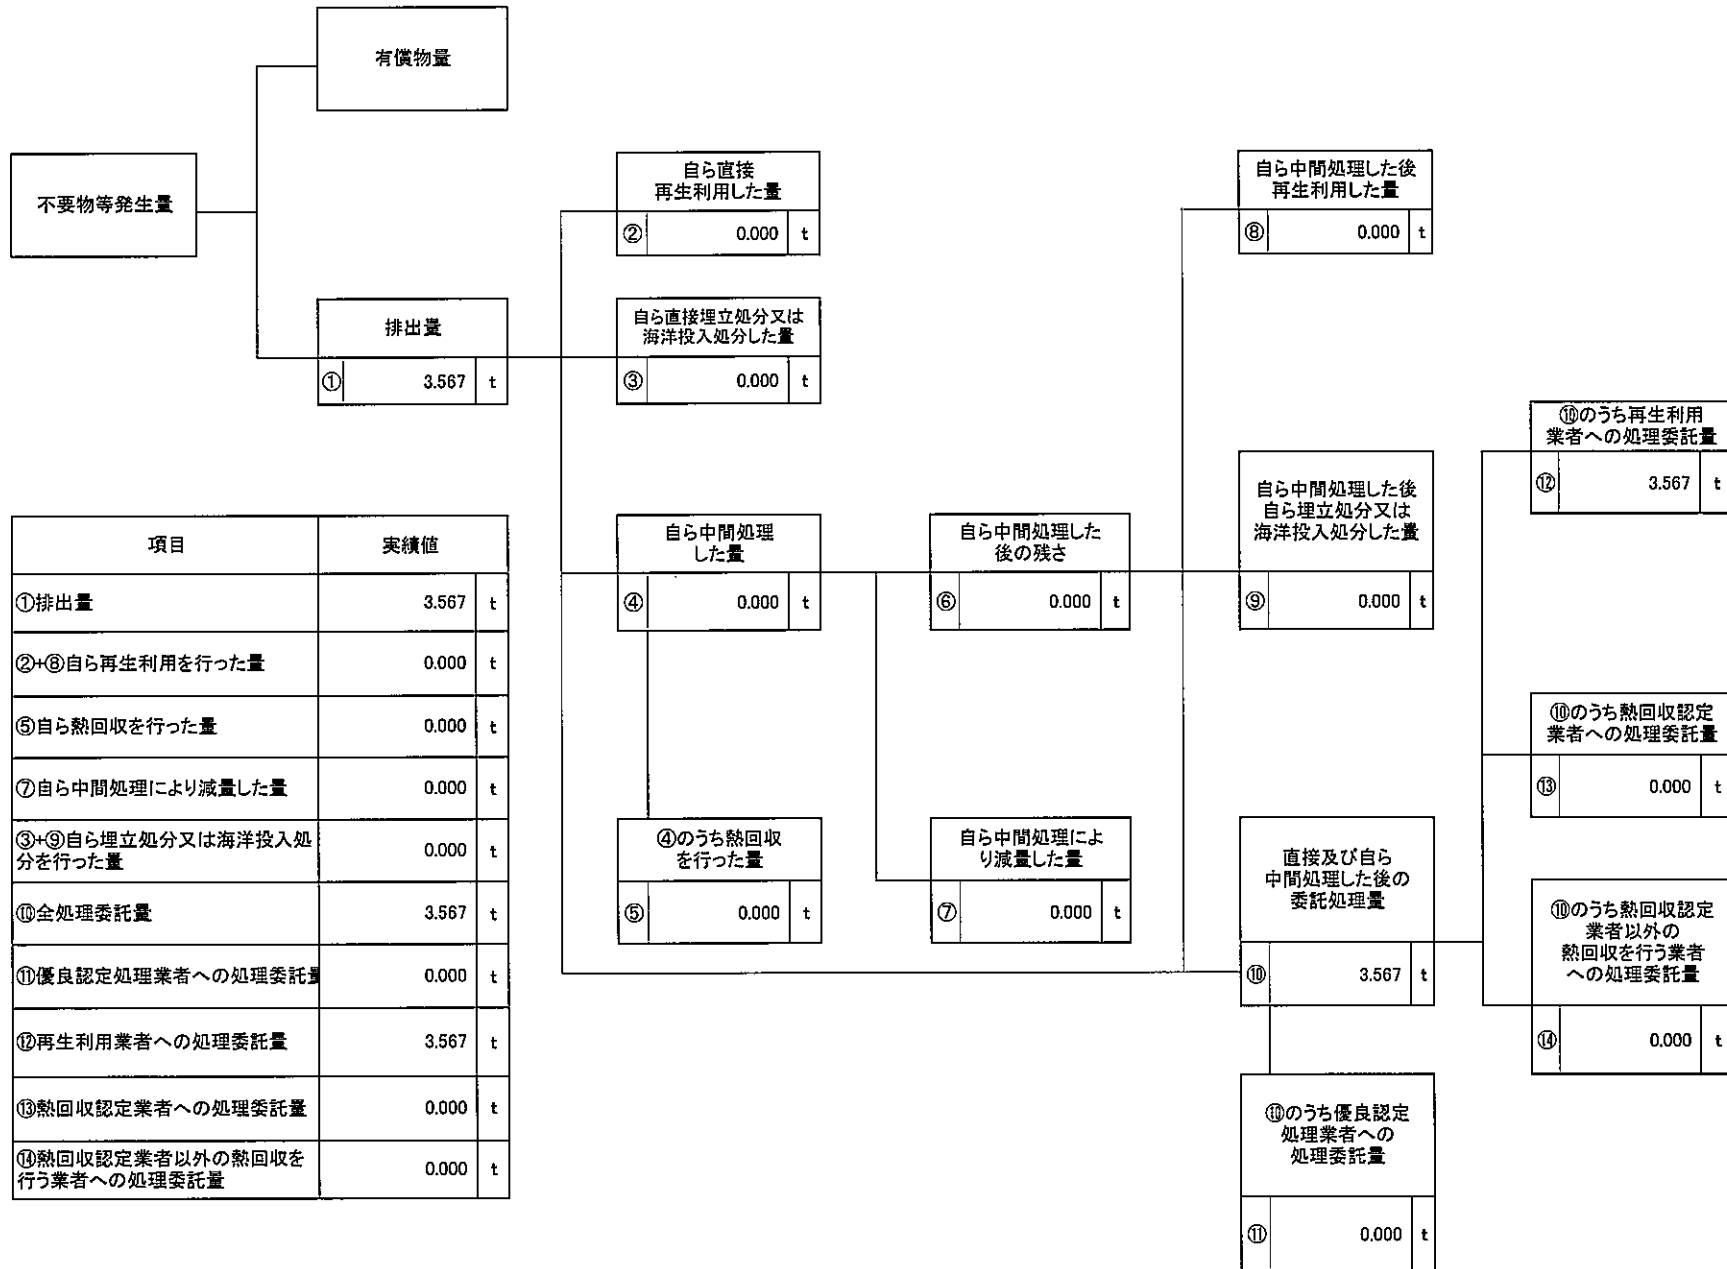 有償物量
不要物等発生量
自ら直接
再生利用した量
② 0.000 t
自ら中間処理した後
再生利用した量
⑧ 0.000 t
排出量
① 3.567 t
自ら直接埋立処分又は
海洋投入処分した量
③ 0.000 t
⑩のうち再生利用
業者への処理委託量
⑫ 3.567 t
自ら中間処理
した量
④ 0.000 t
自ら中間処理した
後の残さ
⑥ 0.000 t
自ら中間処理した後
自ら埋立処分又は
海洋投入処分した量
⑨ 0.000 t
⑩のうち熱回収認定
業者への処理委託量
⑬ 0.000 t
④のうち熱回収
を行った量
⑤ 0.000 t
自ら中間処理によ
り減量した量
⑦ 0.000 t
直接及び自ら
中間処理した後の
委託処理量
⑩ 3.567 t
⑩のうち熱回収認定
業者以外の
熱回収を行う業者
への処理委託量
⑭ 0.000 t
⑩のうち優良認定
処理業者への
処理委託量
⑪ 0.000 t
項目 実績値
①排出量 3.567 t
②+⑧自ら再生利用を行った量 0.000 t
⑤自ら熱回収を行った量 0.000 t
⑦自ら中間処理により減量した量 0.000 t
③+⑨自ら埋立処分又は海洋投入処
分を行った量 0.000 t
⑩全処理委託量 3.567 t
⑪優良認定処理業者への処理委託量 0.000 t
⑫再生利用業者への処理委託量 3.567 t
⑬熱回収認定業者への処理委託量 0.000 t
⑭熱回収認定業者以外の熱回収を
行う業者への処理委託量 0.000 t